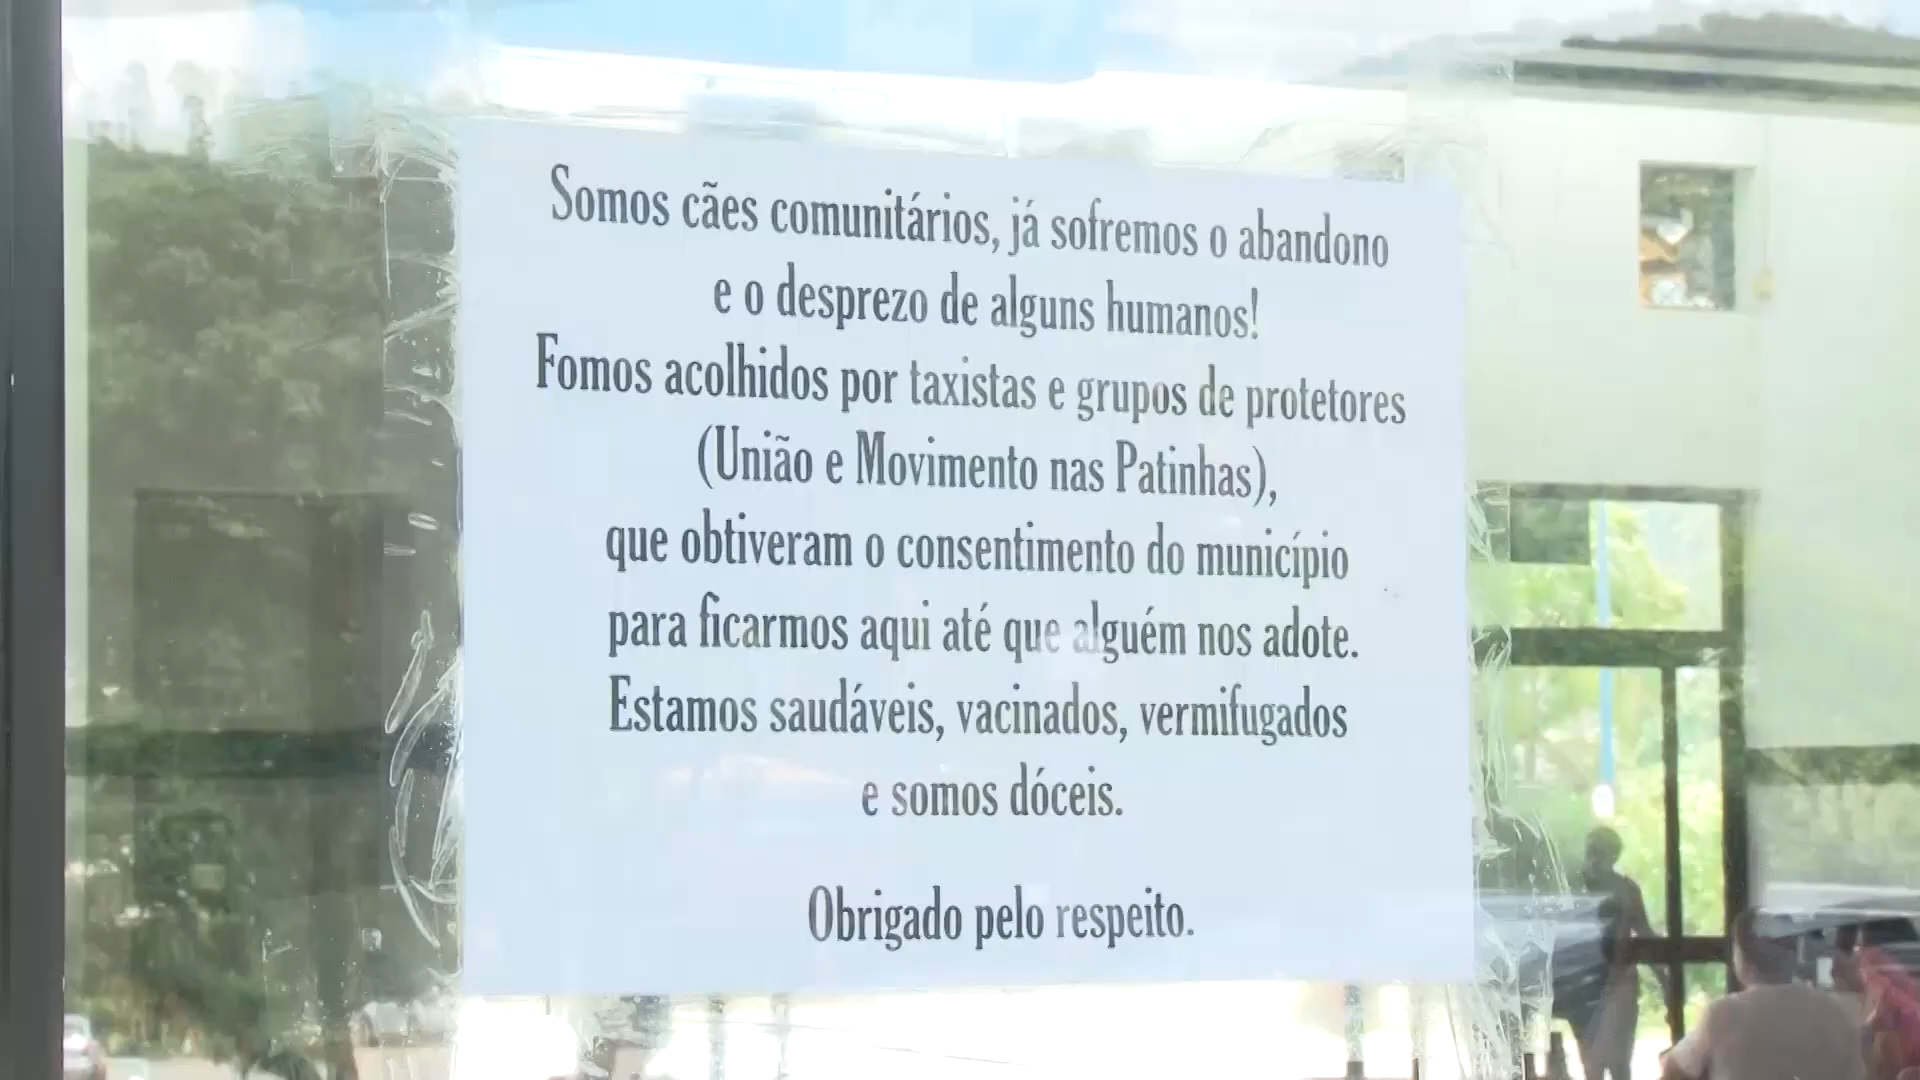 Somos cães comunitários, já sofremos o abandono
e o desprezo de alguns humanos!
Fomos acolhidos por taxistas e grupos de protetores
(União e Movimento nas Patinhas),
que obtiveram o consentimento do município
para ficarmos aqui até que alguém nos adote.
Estamos saudáveis, vacinados, vermifugados
e somos dóceis.
Obrigado pelo respeito.